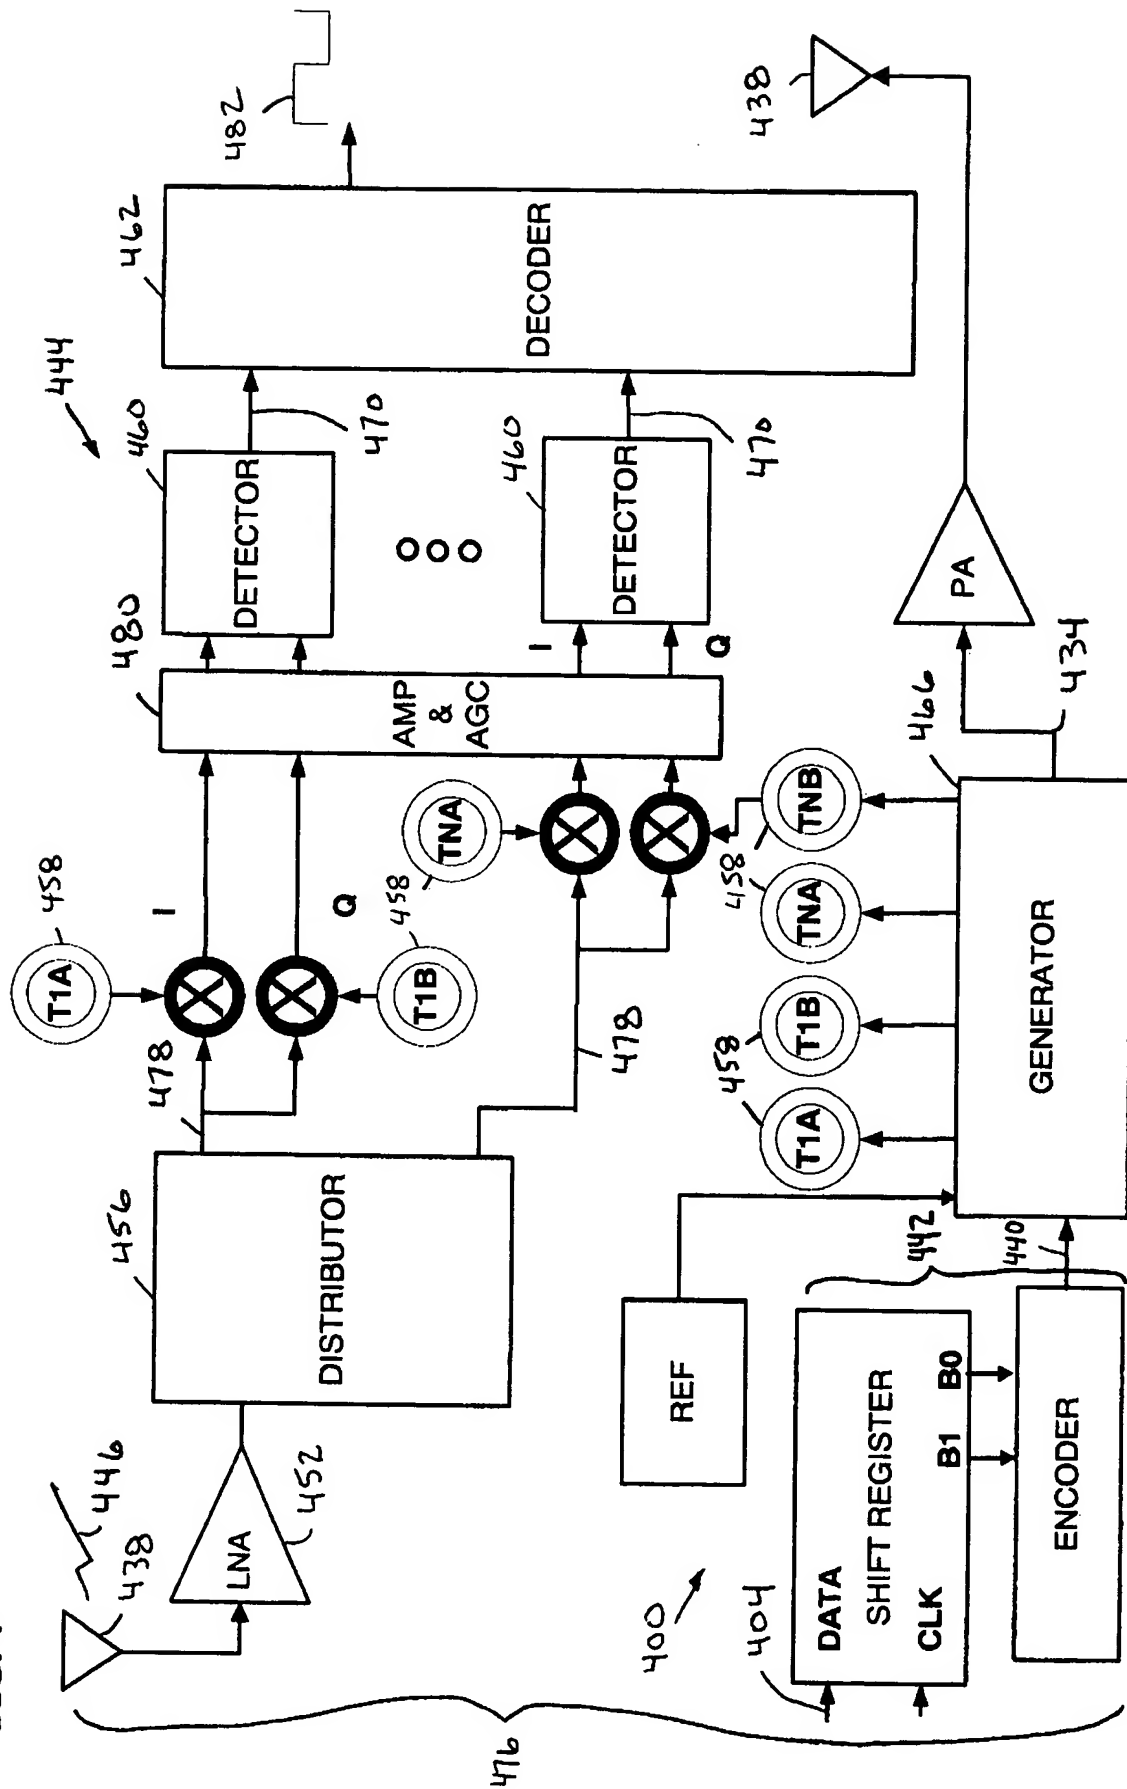 476
438
446
LNA
452
DISTRIBUTOR
456
478
478
T1A
458
I
Q
T1B
458
TNA
458
480
AMP
&
AGC
I
Q
444
DETECTOR
460
470
DETECTOR
460
470
DECODER
462
482
400
404
DATA
SHIFT REGISTER
CLK
B1
B0
442
ENCODER
440
REF
GENERATOR
466
T1A
458
T1B
TNA
458
TNB
434
PA
438